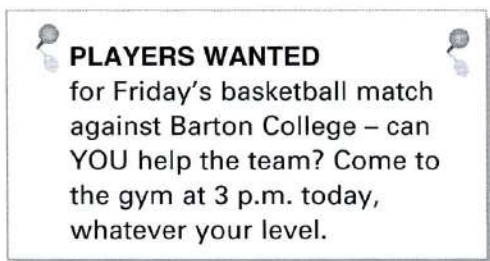 PLAYERS WANTED
for Friday's basketball match
against Barton College – can
YOU help the team? Come to
the gym at 3 p.m. today,
whatever your level.